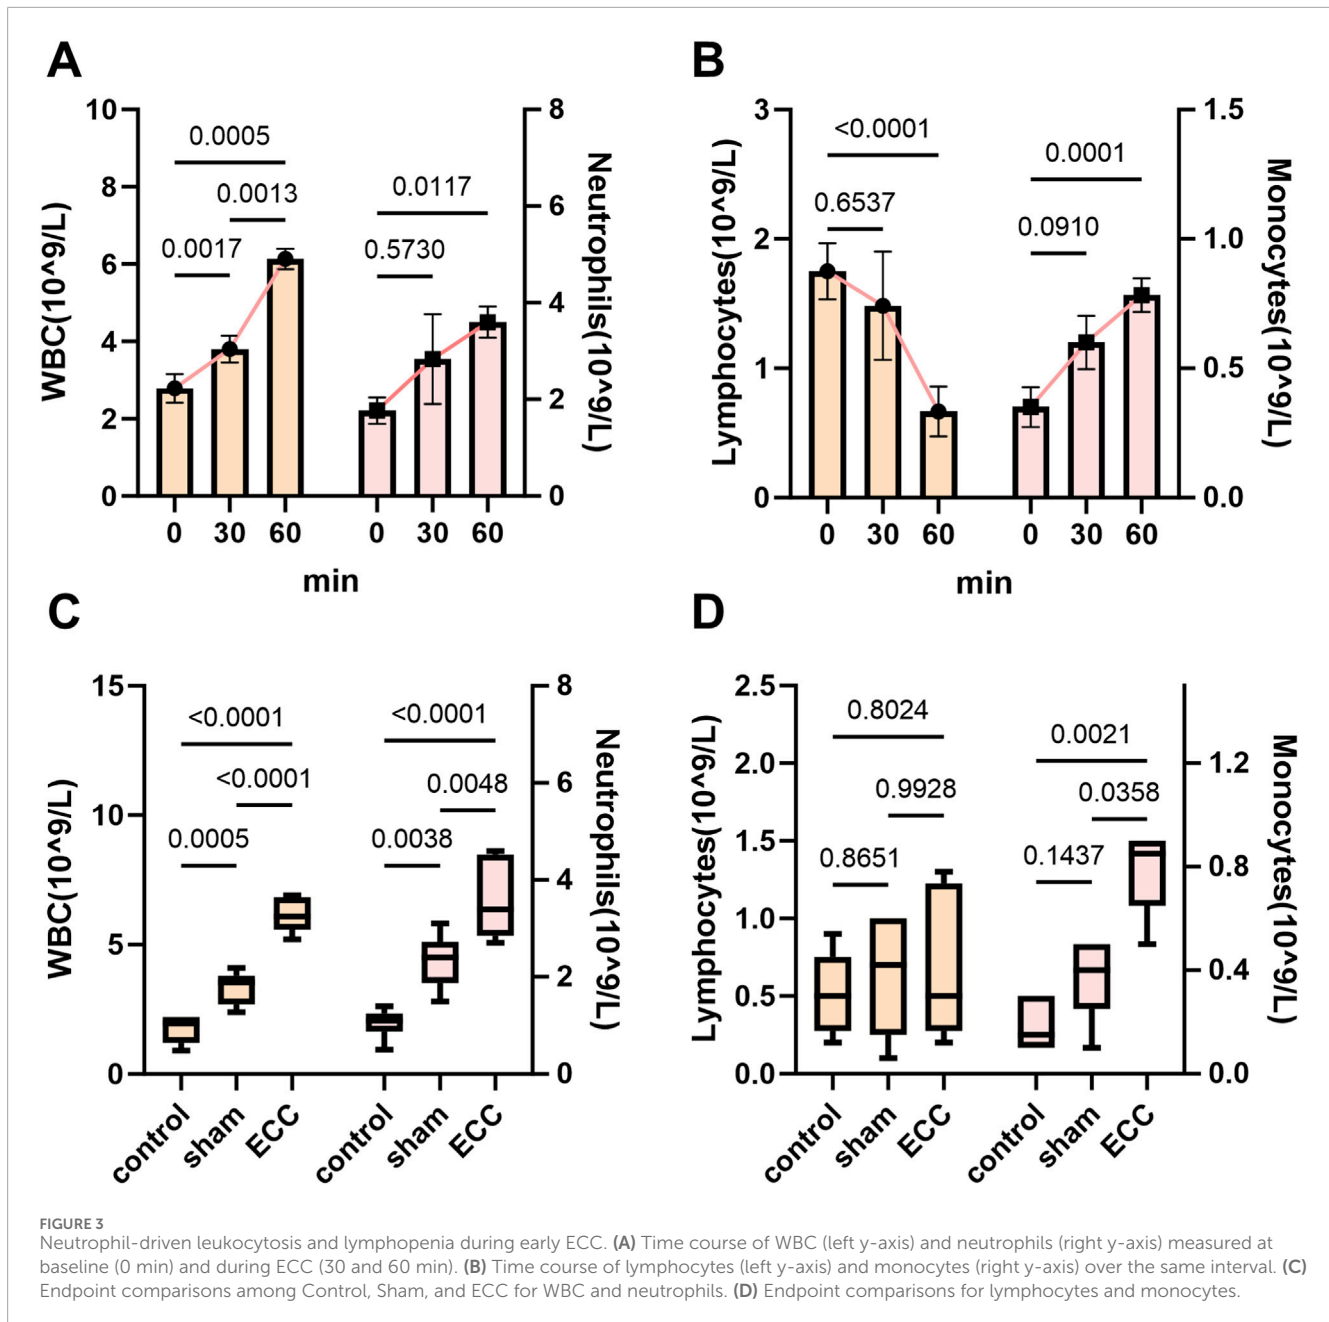 A
WBC(10^9/L)
10
8
6
4
2
0
0.0005
0.0013
0.0017
0.0117
0.5730
8
6
4
2
0
Neutrophils(10^9/L)
0 30 60 0 30 60
min
B
Lymphocytes(10^9/L)
3
2
1
0
<0.0001
0.6537
0.0001
0.0910
1.5
1.0
0.5
0.0
Monocytes(10^9/L)
0 30 60 0 30 60
min
C
WBC(10^9/L)
15
10
5
0
<0.0001
<0.0001
0.0005
<0.0001
0.0048
0.0038
8
6
4
2
0
Neutrophils(10^9/L)
control sham ECC control sham ECC
D
Lymphocytes(10^9/L)
2.5
2.0
1.5
1.0
0.5
0.0
0.8024
0.9928
0.8651
0.0021
0.0358
0.1437
1.2
0.8
0.4
0.0
Monocytes(10^9/L)
control sham ECC control sham ECC
FIGURE 3
Neutrophil-driven leukocytosis and lymphopenia during early ECC. (A) Time course of WBC (left y-axis) and neutrophils (right y-axis) measured at
baseline (0 min) and during ECC (30 and 60 min). (B) Time course of lymphocytes (left y-axis) and monocytes (right y-axis) over the same interval. (C)
Endpoint comparisons among Control, Sham, and ECC for WBC and neutrophils. (D) Endpoint comparisons for lymphocytes and monocytes.